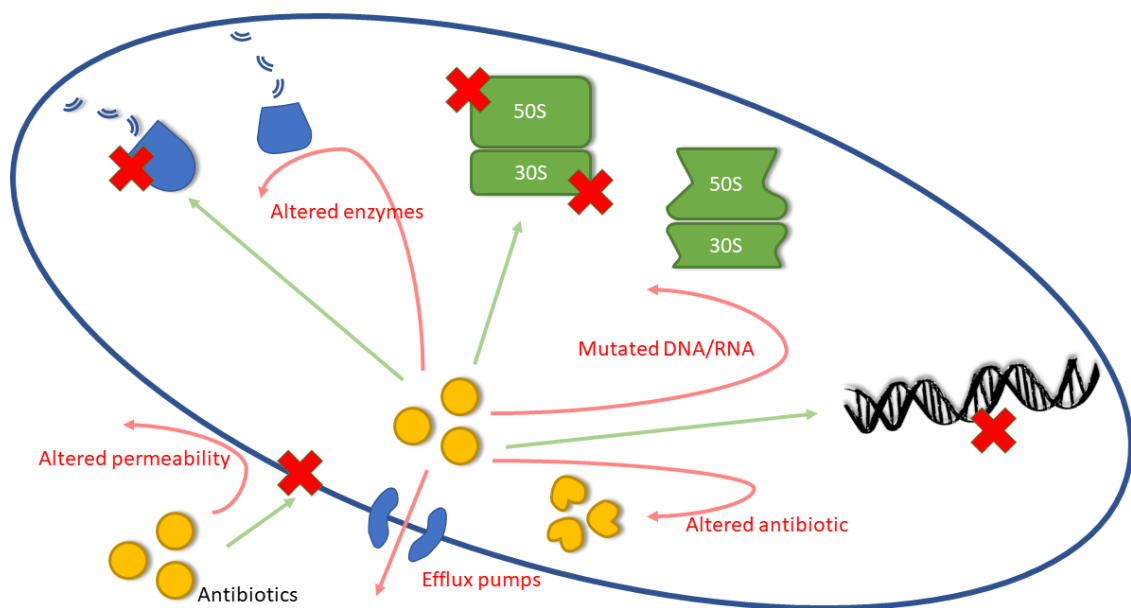 50S
30S
50S
30S
Altered enzymes
Mutated DNA/RNA
Altered permeability
Altered antibiotic
Efflux pumps
Antibiotics